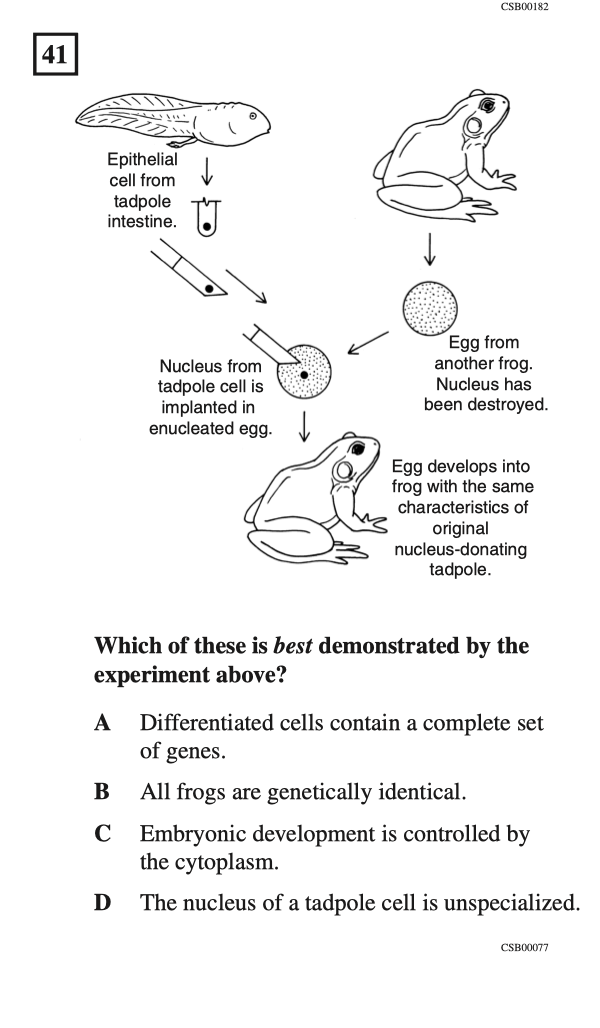 CSB00182
41
Epithelial
cell from
tadpole
intestine.
Egg from
another frog.
Nucleus has
been destroyed.
Nucleus from
tadpole cell is
implanted in
enucleated egg.
Egg develops into
frog with the same
characteristics of
original
nucleus-donating
tadpole.
Which of these is best demonstrated by the
experiment above?
A Differentiated cells contain a complete set
of genes.
B All frogs are genetically identical.
C Embryonic development is controlled by
the cytoplasm.
D The nucleus of a tadpole cell is unspecialized.
CSB00077